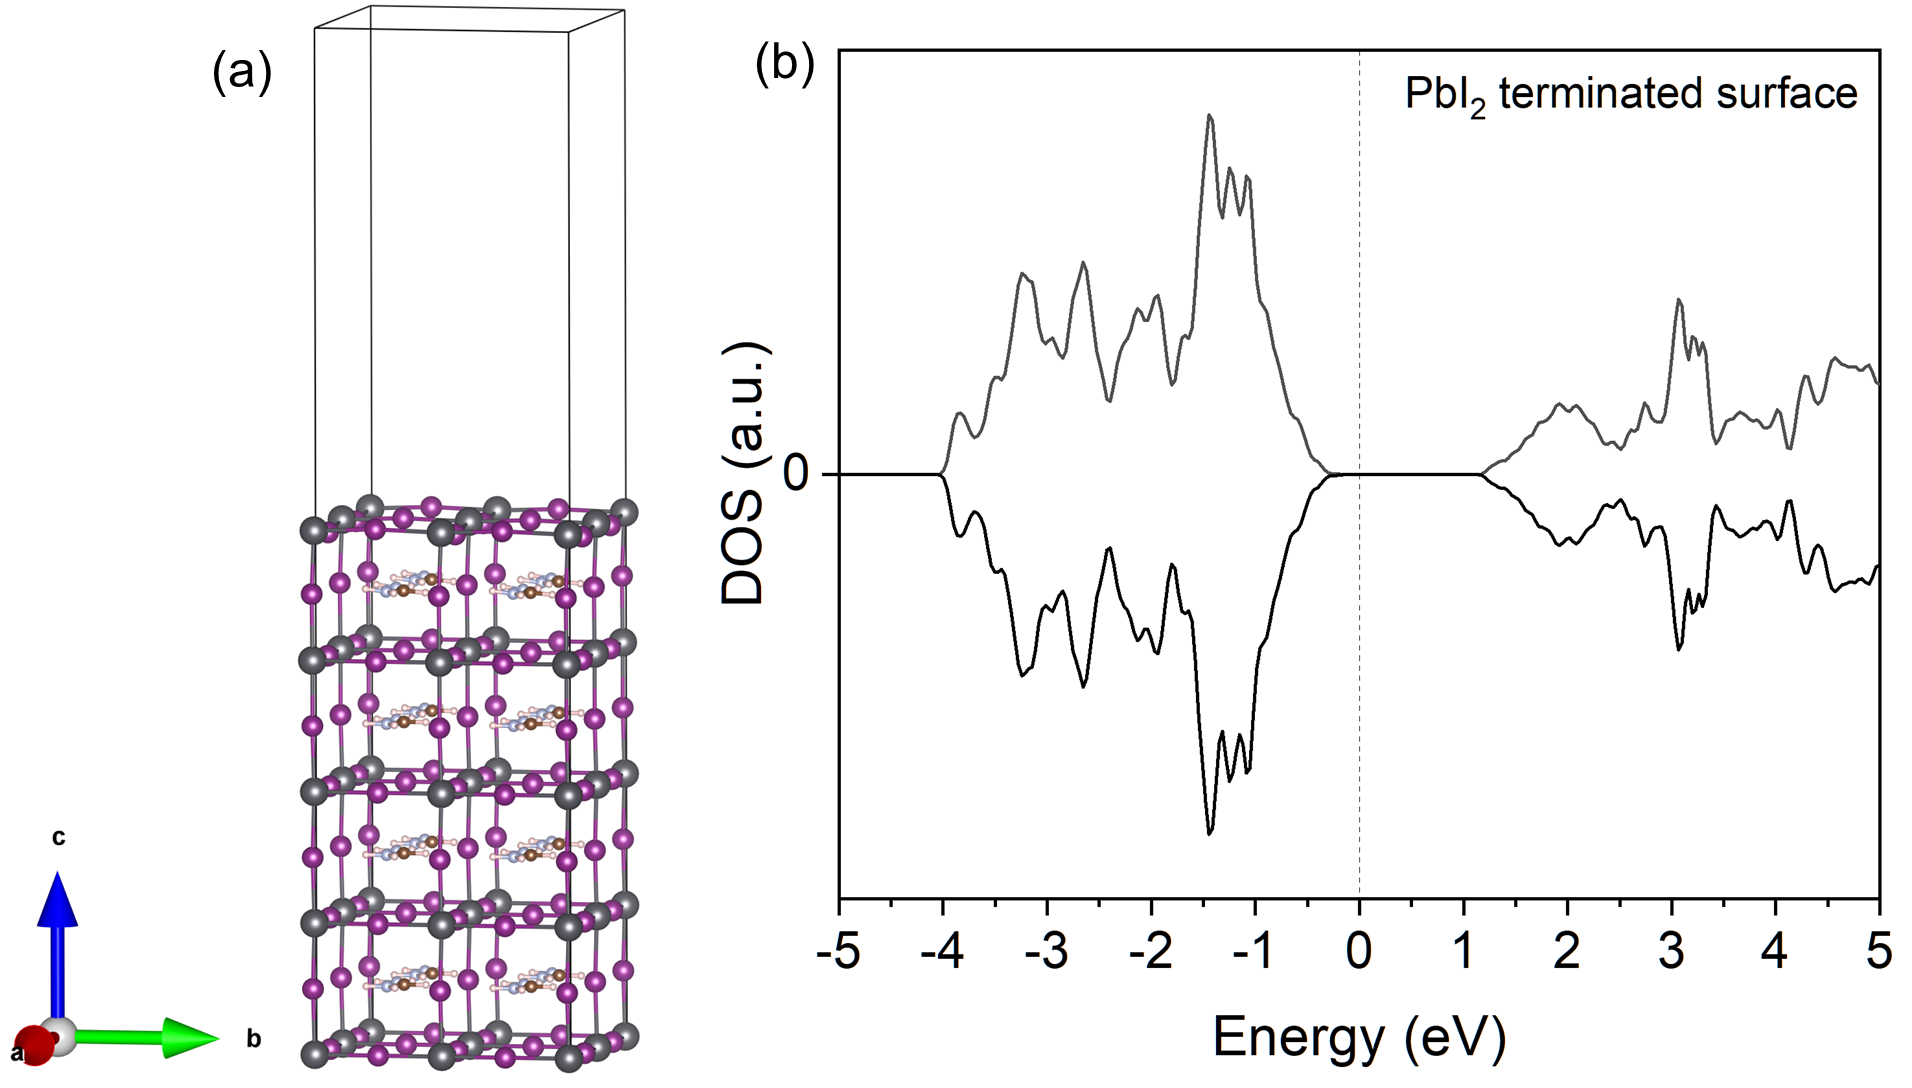 (a)
c
b
a
(b)
PbI₂ terminated surface
DOS (a.u.)
0
-5 -4 -3 -2 -1 0 1 2 3 4 5
Energy (eV)